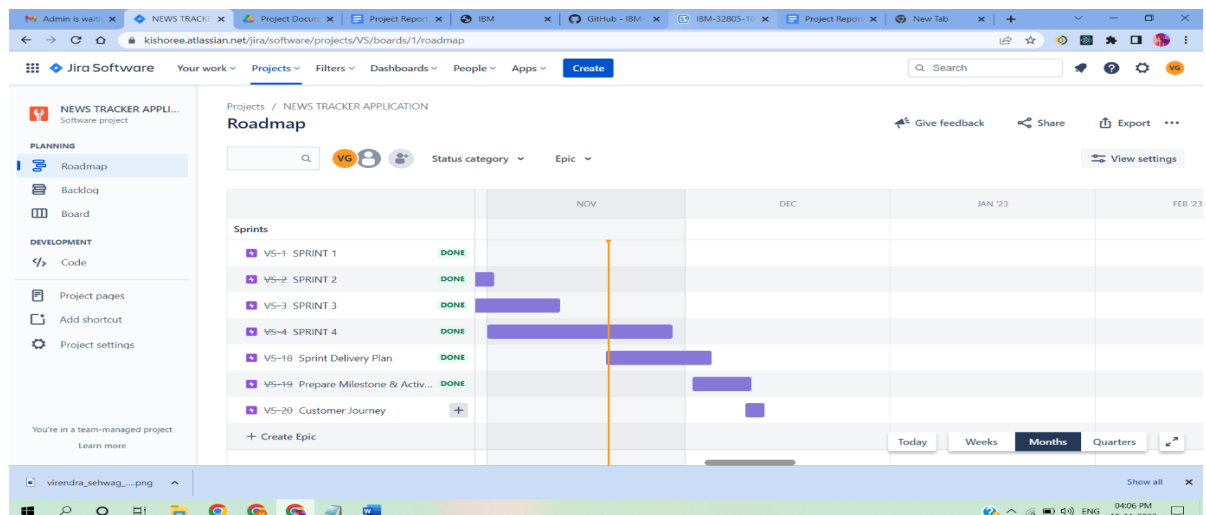 Admin is waiti
NEWS TRACKI
Project Docum
Project Report
IBM
GitHub - IBM-
IBM-32805-16
Project Report
New Tab
kishoree.atlassian.net/jira/software/projects/VS/boards/1/roadmap
Jira Software Your work Projects Filters Dashboards People Apps Create Search VG
NEWS TRACKER APPLI...
Software project
PLANNING
Roadmap
Backlog
Board
DEVELOPMENT
Code
Project pages
Add shortcut
Project settings
You're in a team-managed project
Learn more
Projects / NEWS TRACKER APPLICATION
Roadmap
Give feedback Share Export
VG Status category Epic View settings
NOV DEC JAN '23 FEB '23
Sprints
VS-1 SPRINT 1 DONE
VS-2 SPRINT 2 DONE
VS-3 SPRINT 3 DONE
VS-4 SPRINT 4 DONE
VS-18 Sprint Delivery Plan DONE
VS-19 Prepare Milestone & Activ... DONE
VS-20 Customer Journey +
+ Create Epic
Today Weeks Months Quarters
virendra_sehwag_....png Show all
ENG 04:06 PM